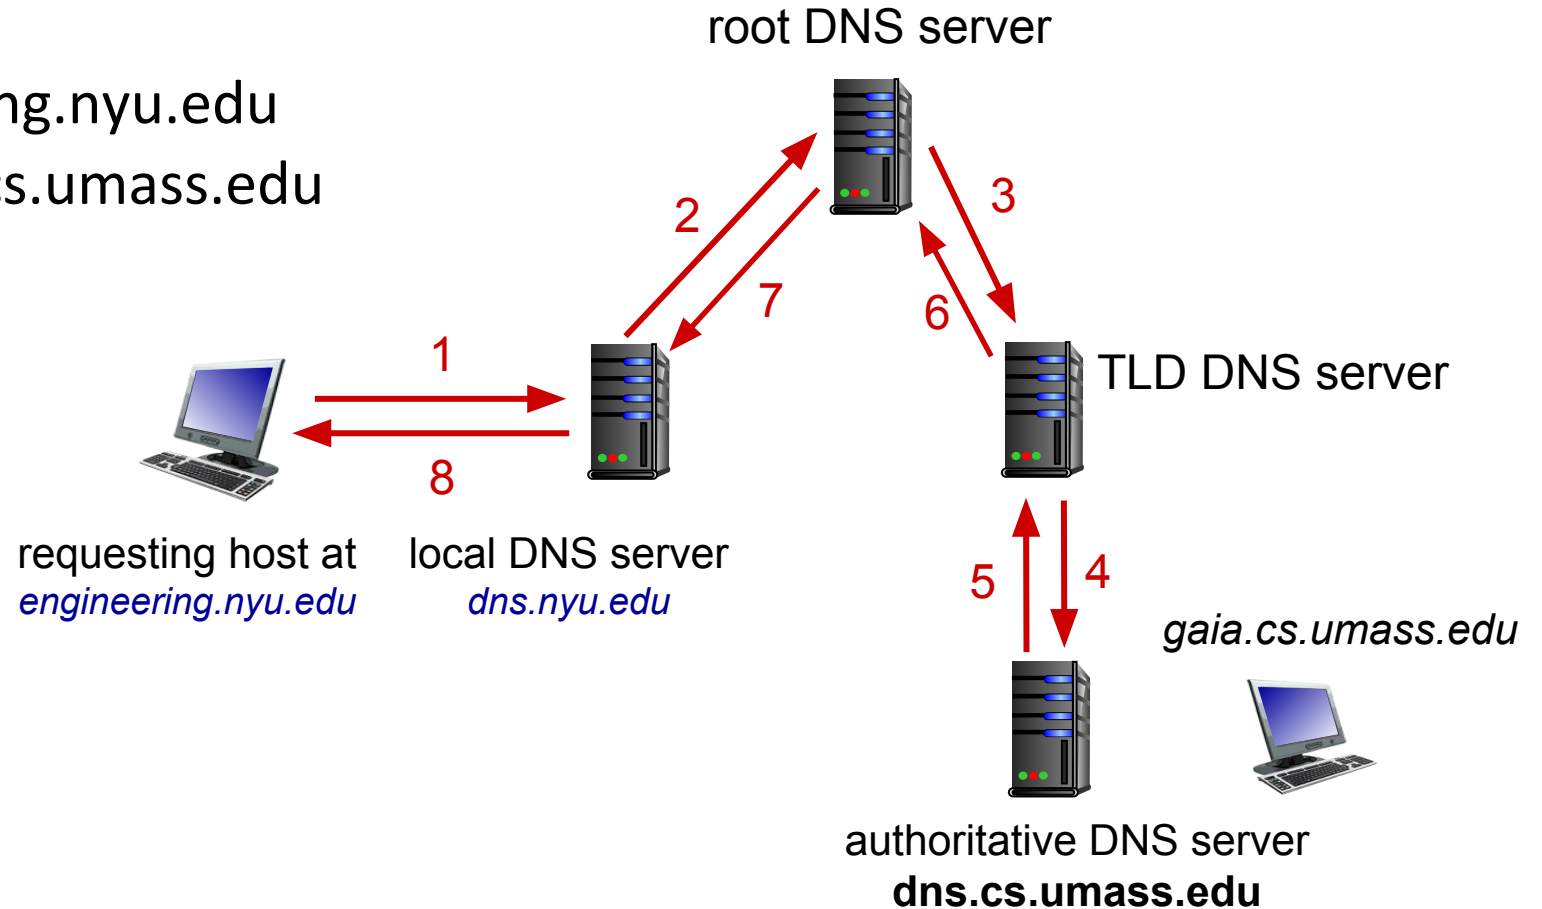 root DNS server
ng.nyu.edu
cs.umass.edu
2
3
7
6
1
TLD DNS server
8
requesting host at
engineering.nyu.edu
local DNS server
dns.nyu.edu
5
4
gaia.cs.umass.edu
authoritative DNS server
dns.cs.umass.edu